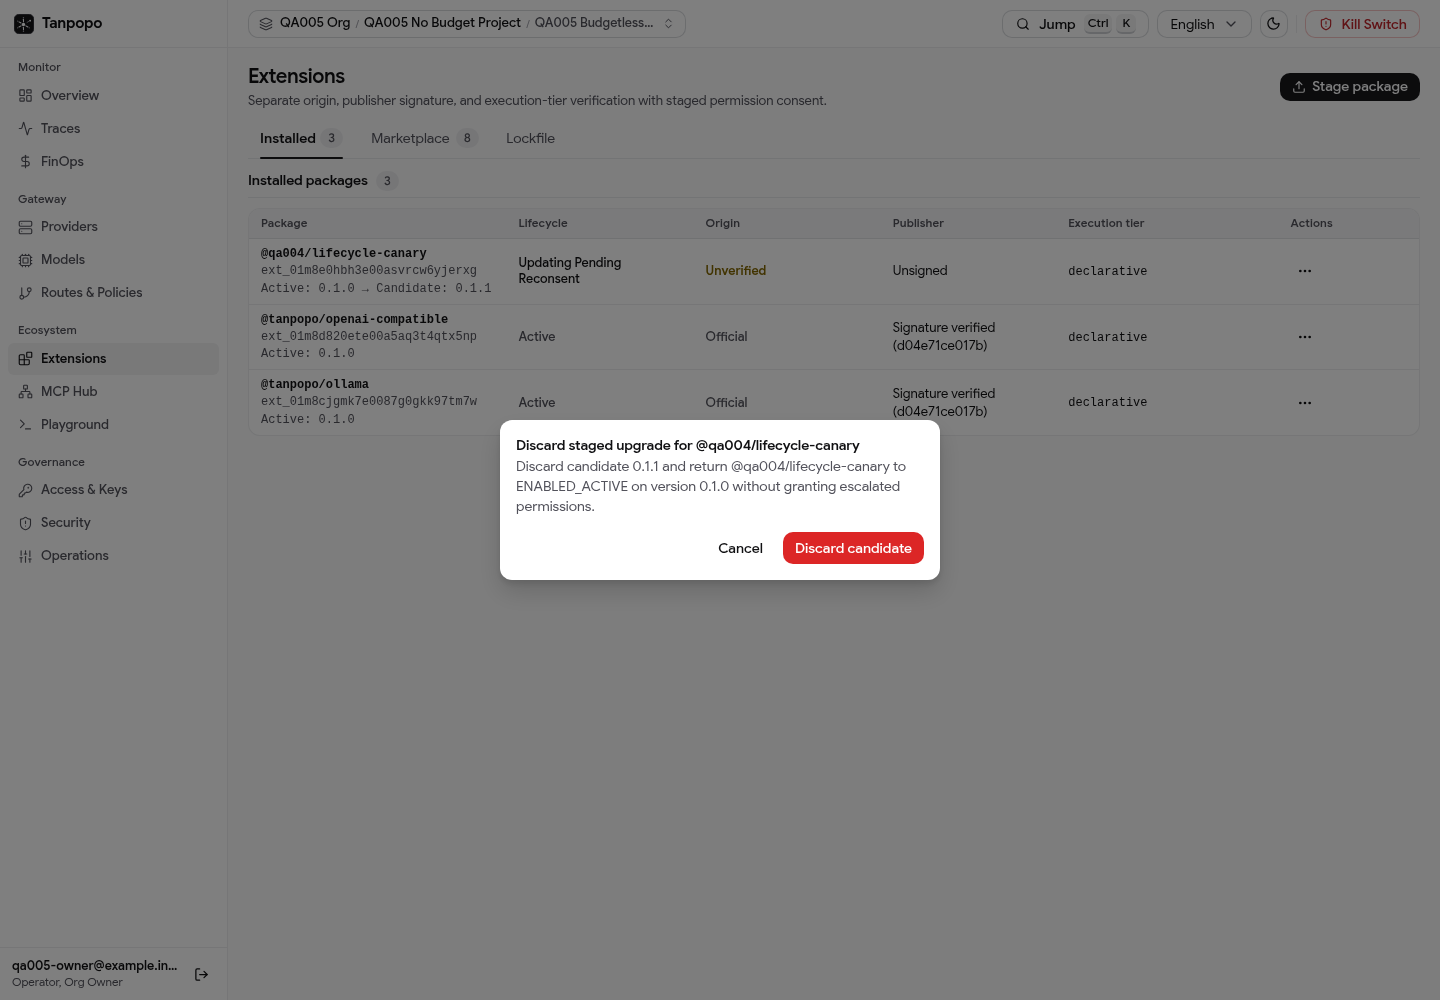 Tanpopo
QA005 Org / QA005 No Budget Project / QA005 Budgetless...
Jump Ctrl K
English
Kill Switch
Monitor
Overview
Traces
FinOps
Gateway
Providers
Models
Routes & Policies
Ecosystem
Extensions
MCP Hub
Playground
Governance
Access & Keys
Security
Operations
qa005-owner@example.in...
Operator, Org Owner
Extensions
Separate origin, publisher signature, and execution-tier verification with staged permission consent.
Stage package
Installed 3 Marketplace 8 Lockfile
Installed packages 3
Package Lifecycle Origin Publisher Execution tier Actions
@qa004/lifecycle-canary
ext_01m8e0hbh3e00asvrcw6yjerxg
Active: 0.1.0 → Candidate: 0.1.1
Updating Pending
Reconsent
Unverified
Unsigned
declarative
@tanpopo/openai-compatible
ext_01m8d820ete00a5aq3t4qtx5np
Active: 0.1.0
Active
Official
Signature verified
(d04e71ce017b)
declarative
@tanpopo/ollama
ext_01m8cjgmk7e0087g0gkk97tm7w
Active: 0.1.0
Active
Official
Signature verified
(d04e71ce017b)
declarative
Discard staged upgrade for @qa004/lifecycle-canary
Discard candidate 0.1.1 and return @qa004/lifecycle-canary to
ENABLED_ACTIVE on version 0.1.0 without granting escalated
permissions.
Cancel
Discard candidate